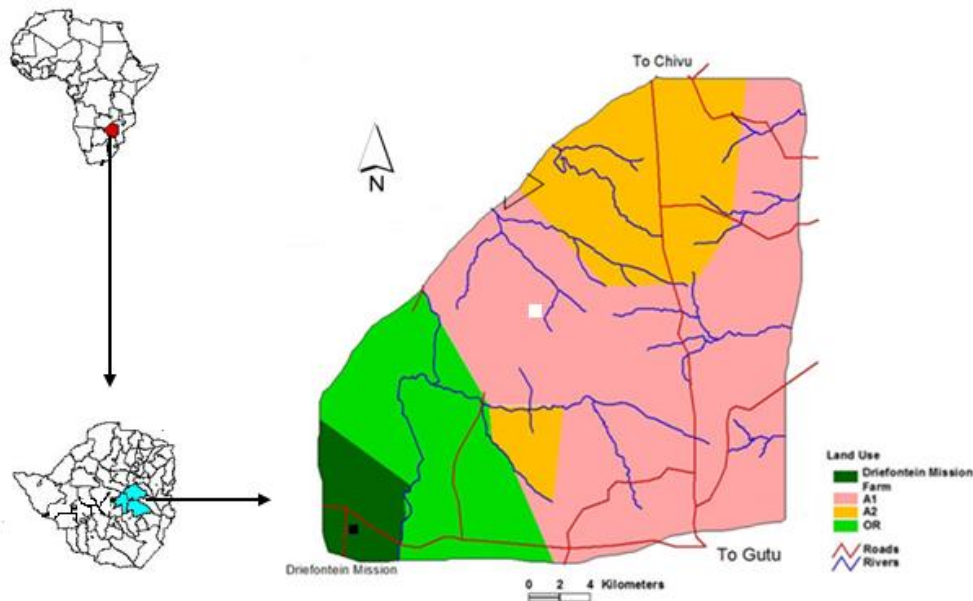 To Chivu
N
Land Use
Driefontein Mission
Farm
A1
A2
OR
Roads
Rivers
To Gutu
Driefontein Mission
0 2 4 Kilometers